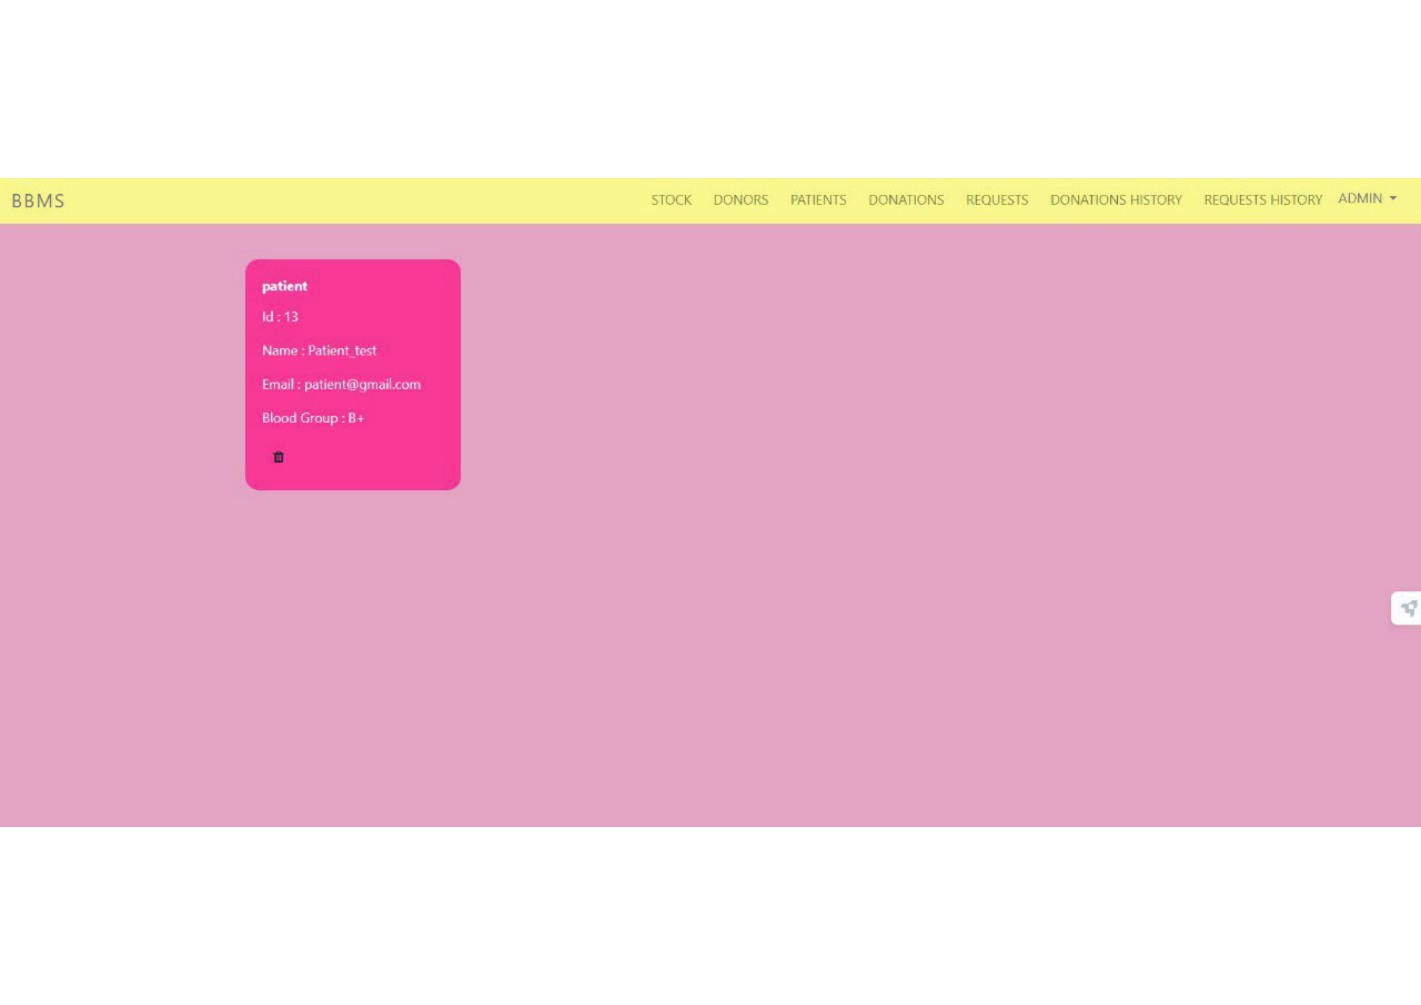 BBMS STOCK DONORS PATIENTS DONATIONS REQUESTS DONATIONS HISTORY REQUESTS HISTORY ADMIN
patient
Id : 13
Name : Patient_test
Email : patient@gmail.com
Blood Group : B+